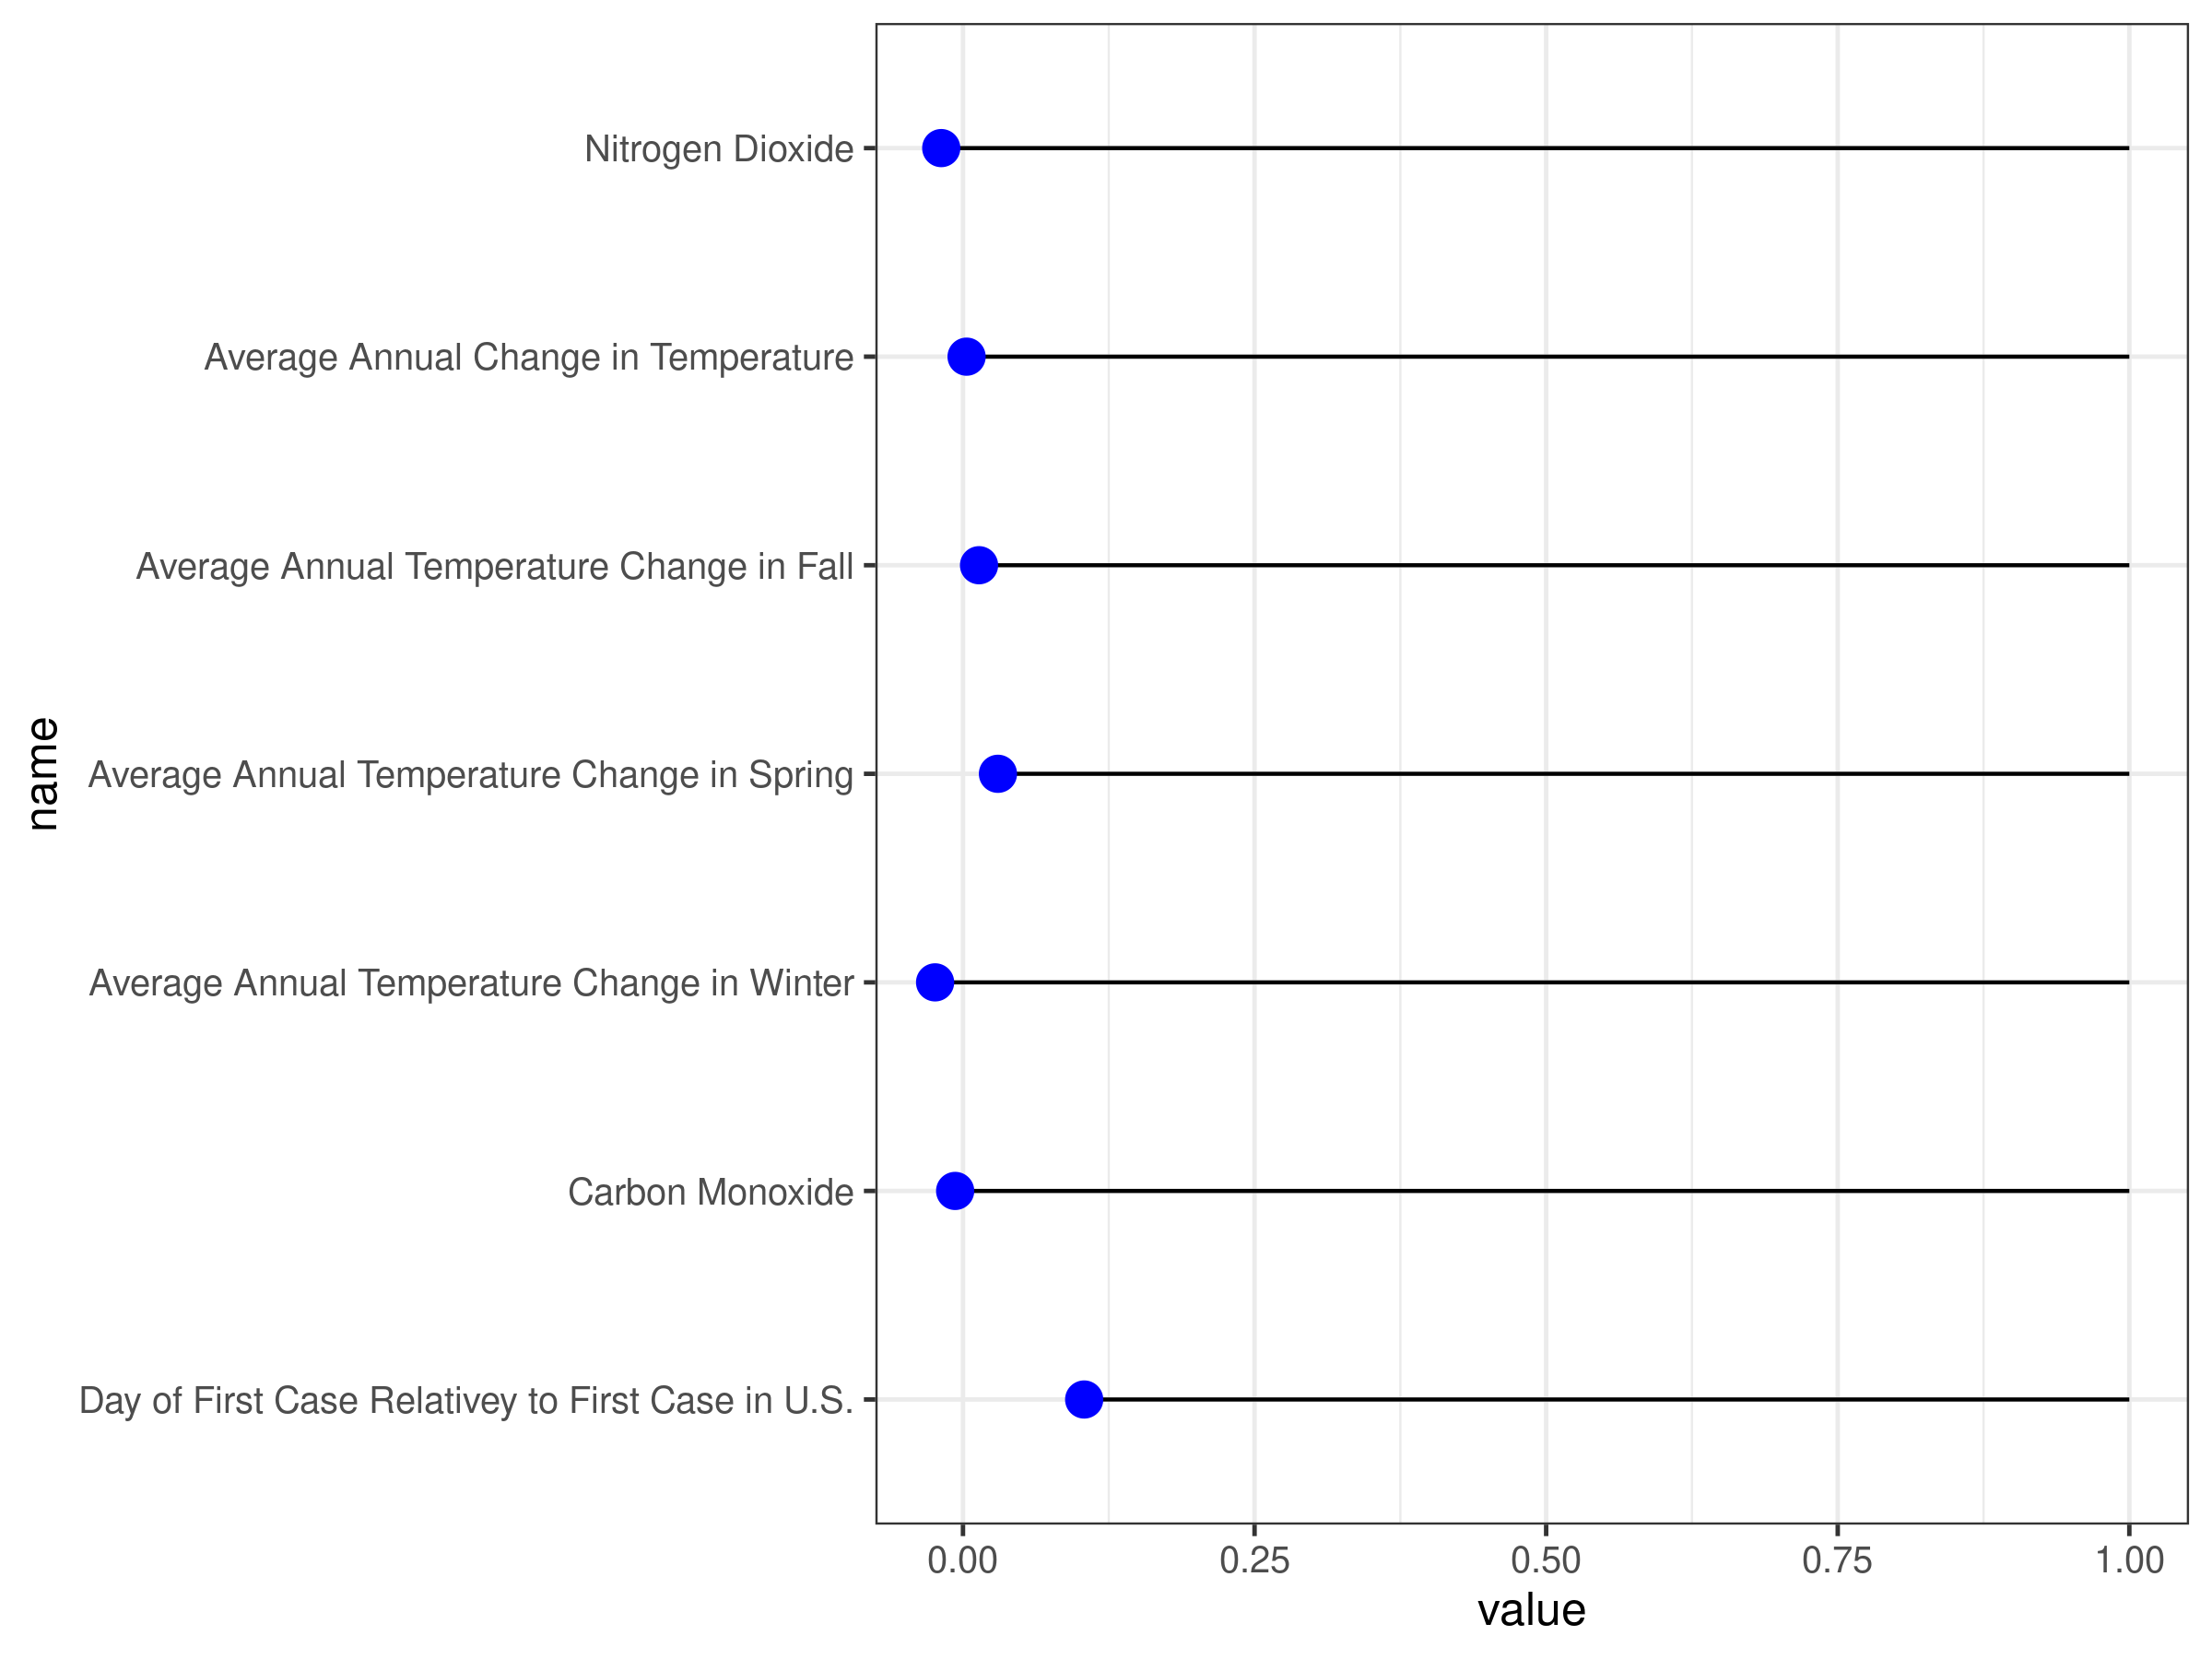 Nitrogen Dioxide
Average Annual Change in Temperature
Average Annual Temperature Change in Fall
Average Annual Temperature Change in Spring
Average Annual Temperature Change in Winter
Carbon Monoxide
Day of First Case Relativey to First Case in U.S.
name
0.00 0.25 0.50 0.75 1.00
value